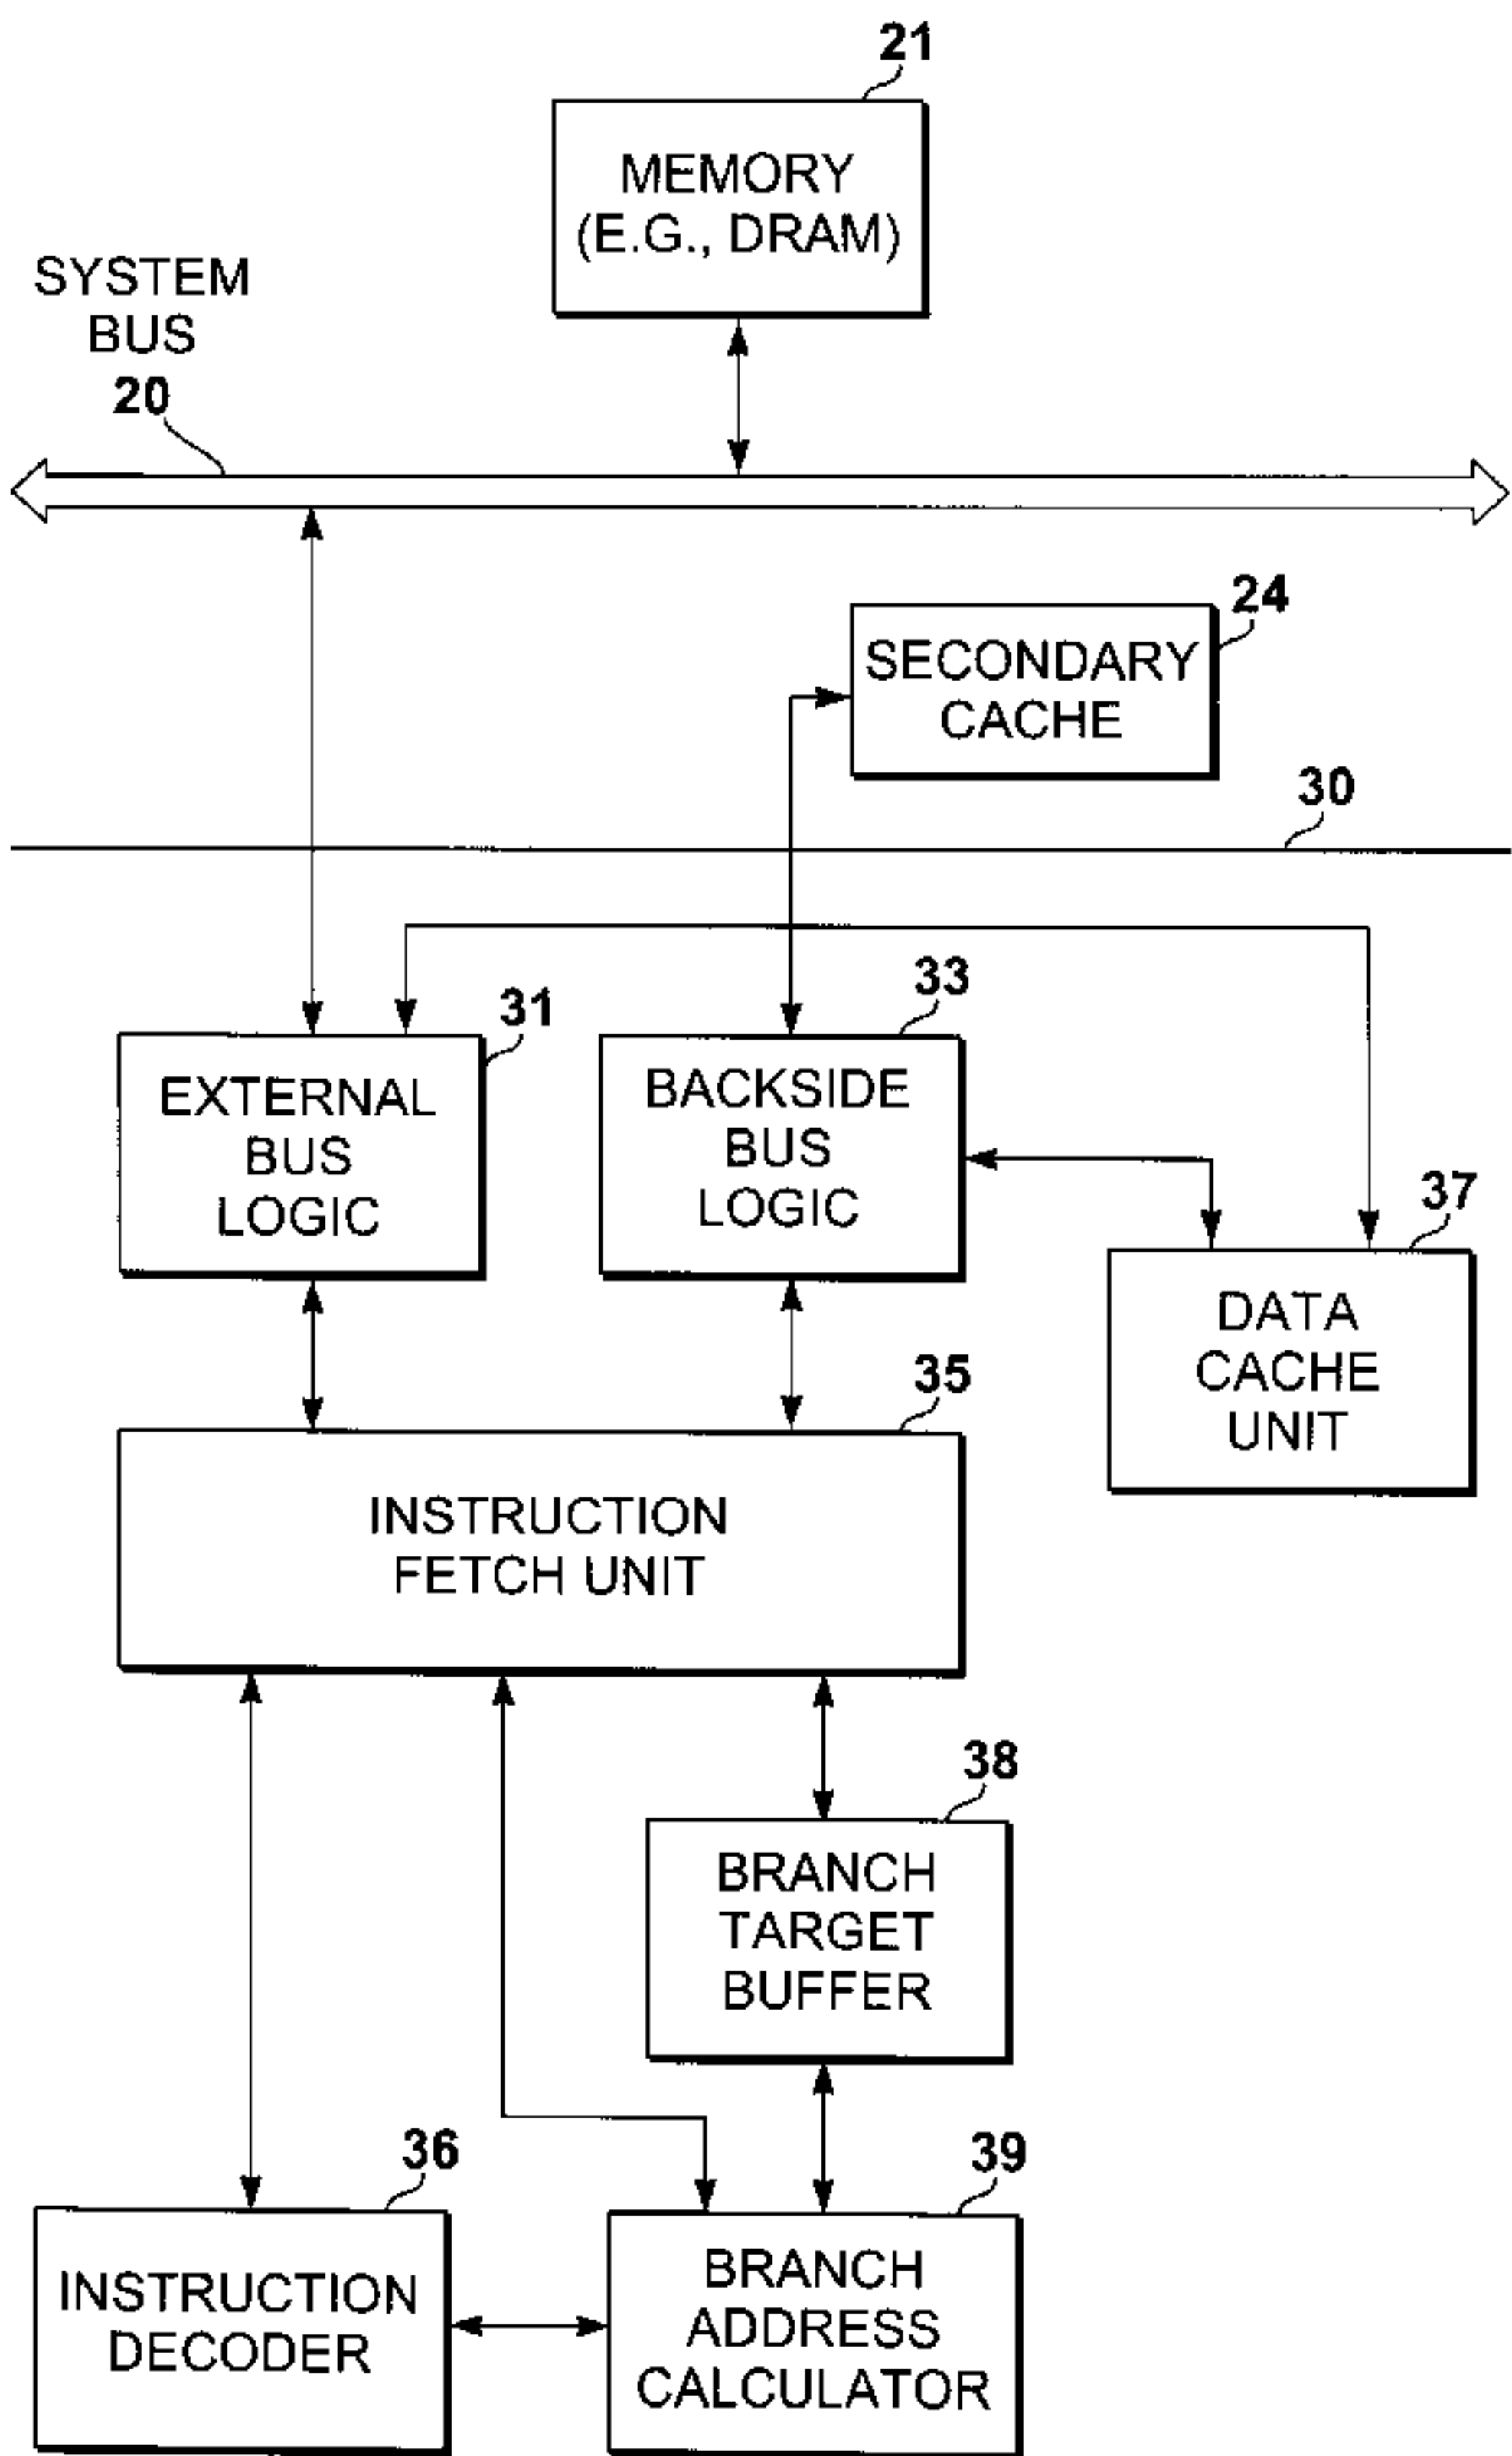 21
MEMORY
(E.G., DRAM)
SYSTEM
BUS
20
24
SECONDARY
CACHE
30
31
EXTERNAL
BUS
LOGIC
33
BACKSIDE
BUS
LOGIC
37
DATA
CACHE
UNIT
35
INSTRUCTION
FETCH UNIT
38
BRANCH
TARGET
BUFFER
36
INSTRUCTION
DECODER
39
BRANCH
ADDRESS
CALCULATOR